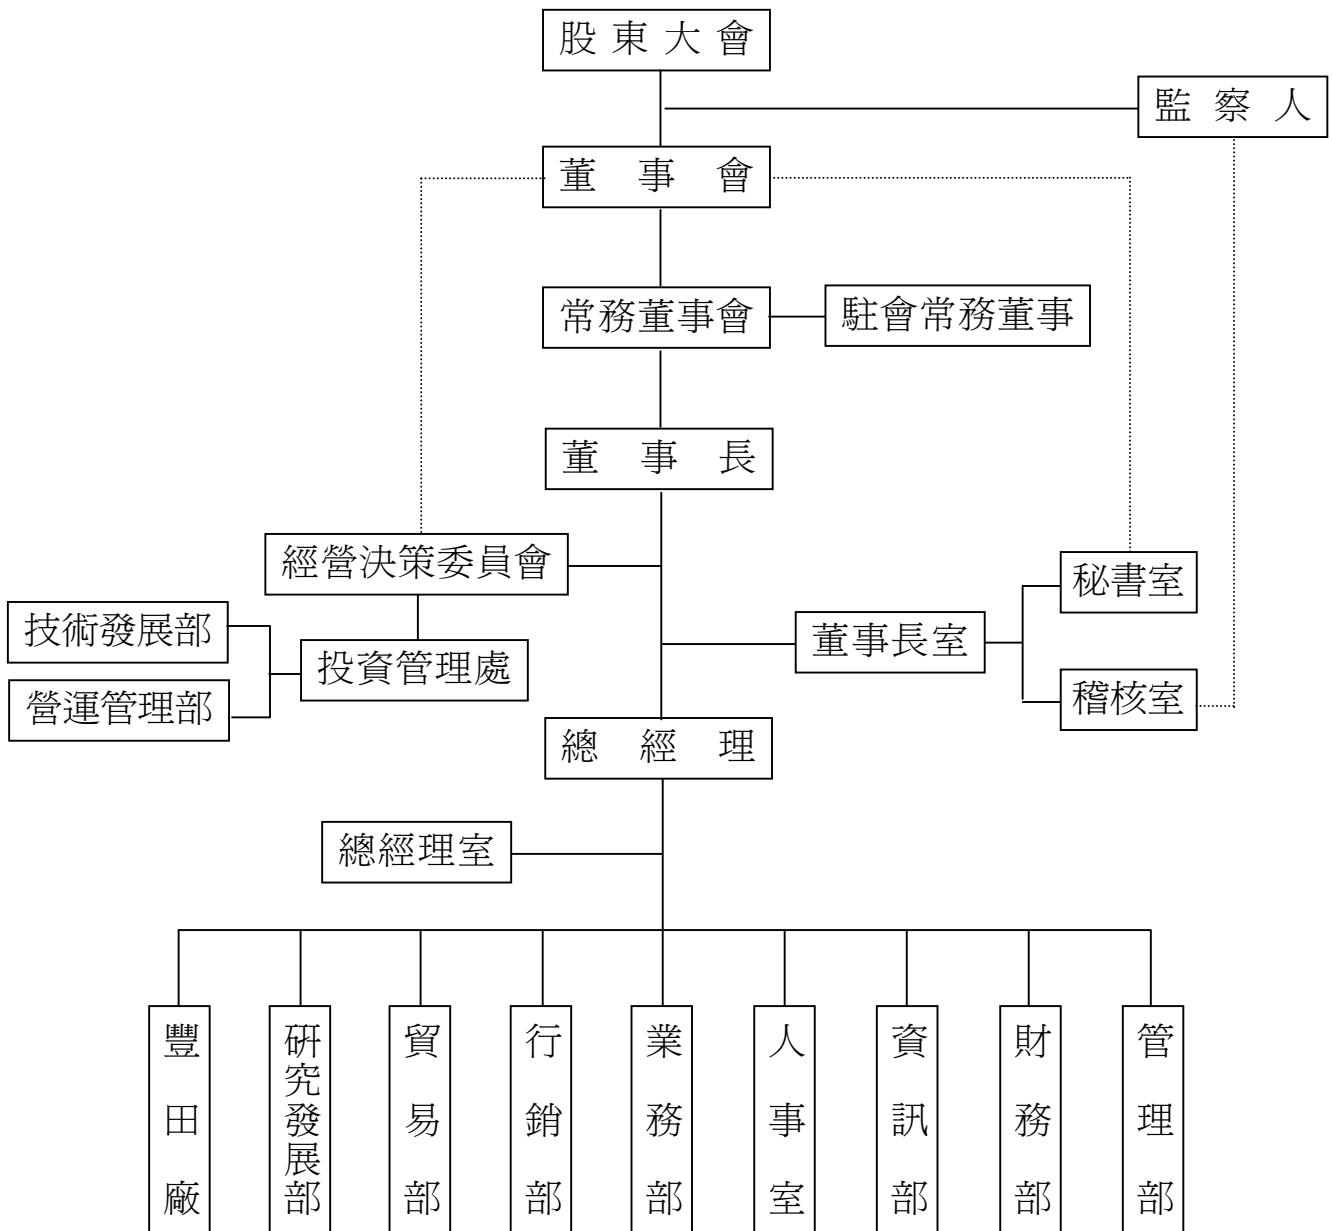 股東大會
監察人
董事會
常務董事會
駐會常務董事
董事長
經營決策委員會
秘書室
技術發展部
董事長室
投資管理處
營運管理部
稽核室
總經理
總經理室
豐田廠
研究發展部
貿易部
行銷部
業務部
人事室
資訊部
財務部
管理部